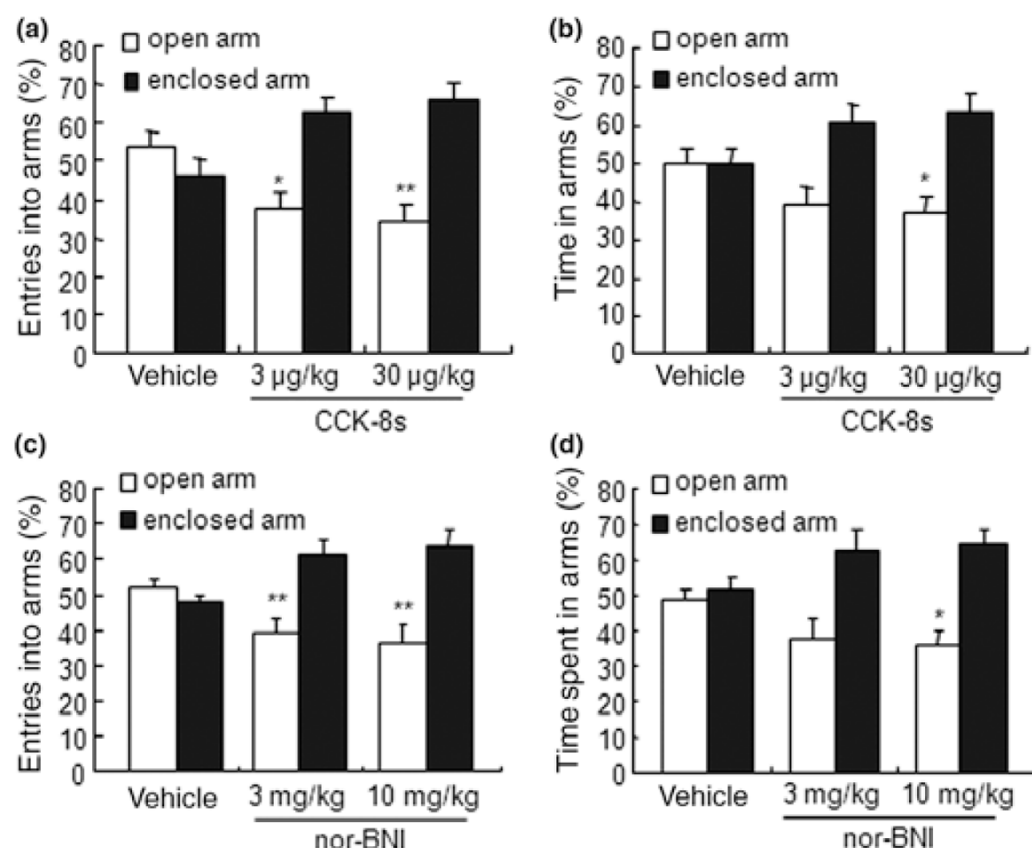 (a)
80
70
60
50
40
30
20
10
0
Entries into arms (%)
open arm
enclosed arm
*
**
Vehicle
3 µg/kg
30 µg/kg
CCK-8s
(b)
80
70
60
50
40
30
20
10
0
Time in arms (%)
open arm
enclosed arm
*
Vehicle
3 µg/kg
30 µg/kg
CCK-8s
(c)
80
70
60
50
40
30
20
10
0
Entries into arms (%)
open arm
enclosed arm
**
**
Vehicle
3 mg/kg
10 mg/kg
nor-BNI
(d)
80
70
60
50
40
30
20
10
0
Time spent in arms (%)
open arm
enclosed arm
*
Vehicle
3 mg/kg
10 mg/kg
nor-BNI